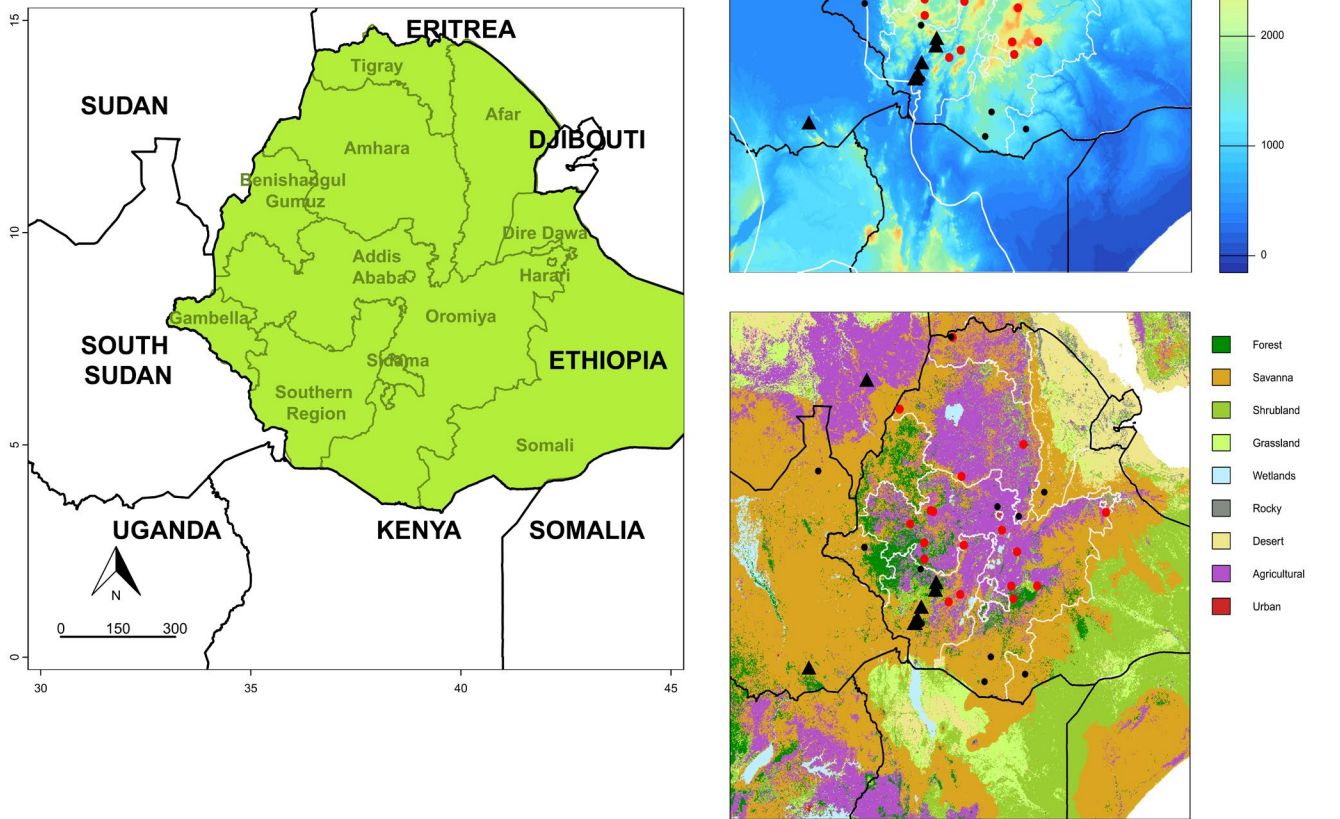 15
ERITREA
Tigray
SUDAN
Afar
DJIBOUTI
Amhara
Benishangul
Gumuz
10
Dire Dawa
Addis
Ababa
Harari
Gambella
Oromiya
SOUTH
SUDAN
Sidama
ETHIOPIA
Southern
Region
5
Somali
UGANDA
KENYA
SOMALIA
N
0 150 300
0
30 35 40 45
2000
1000
0
Forest
Savanna
Shrubland
Grassland
Wetlands
Rocky
Desert
Agricultural
Urban